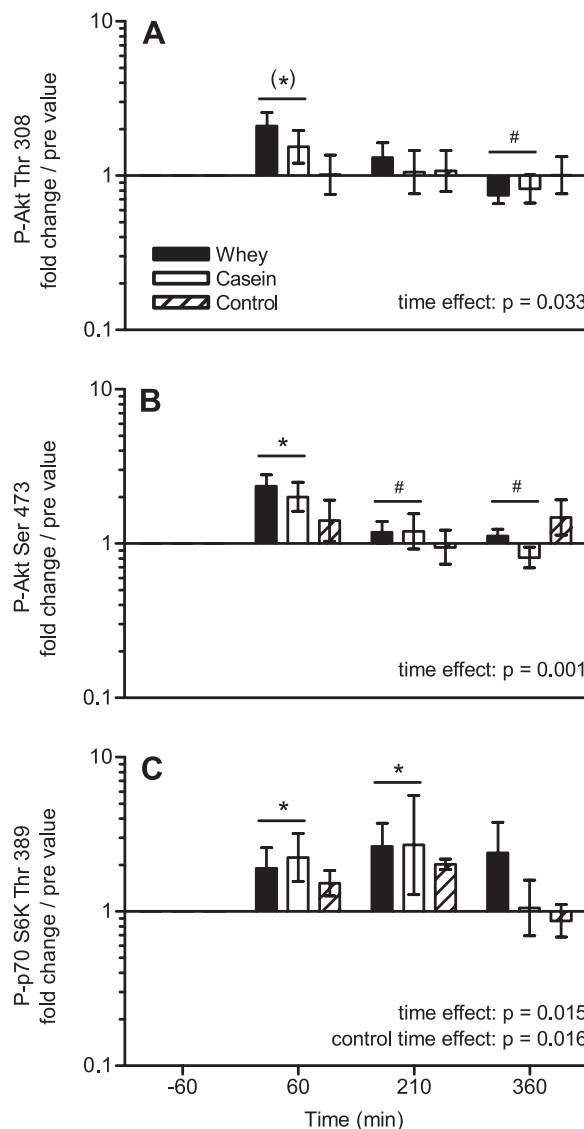 A
10
1
0.1
P-Akt Thr 308
fold change / pre value
(*)
#
Whey
Casein
Control
time effect: p = 0.033
B
10
1
0.1
P-Akt Ser 473
fold change / pre value
*
#
#
time effect: p = 0.001
C
10
1
0.1
P-p70 S6K Thr 389
fold change / pre value
*
*
time effect: p = 0.015
control time effect: p = 0.016
-60
60
210
360
Time (min)